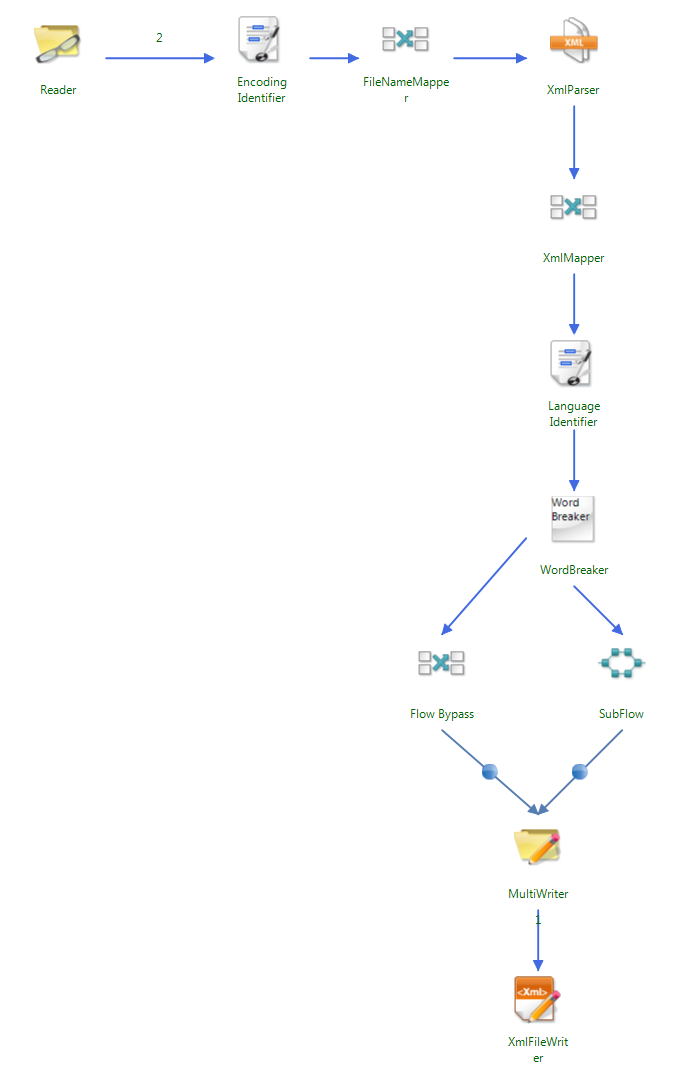 2
Reader
Encoding
Identifier
FileNameMappe
r
XML
XmlParser
XmlMapper
Language
Identifier
Word
Breaker
WordBreaker
Flow Bypass
SubFlow
MultiWriter
1
<Xml>
XmlFileWrit
er